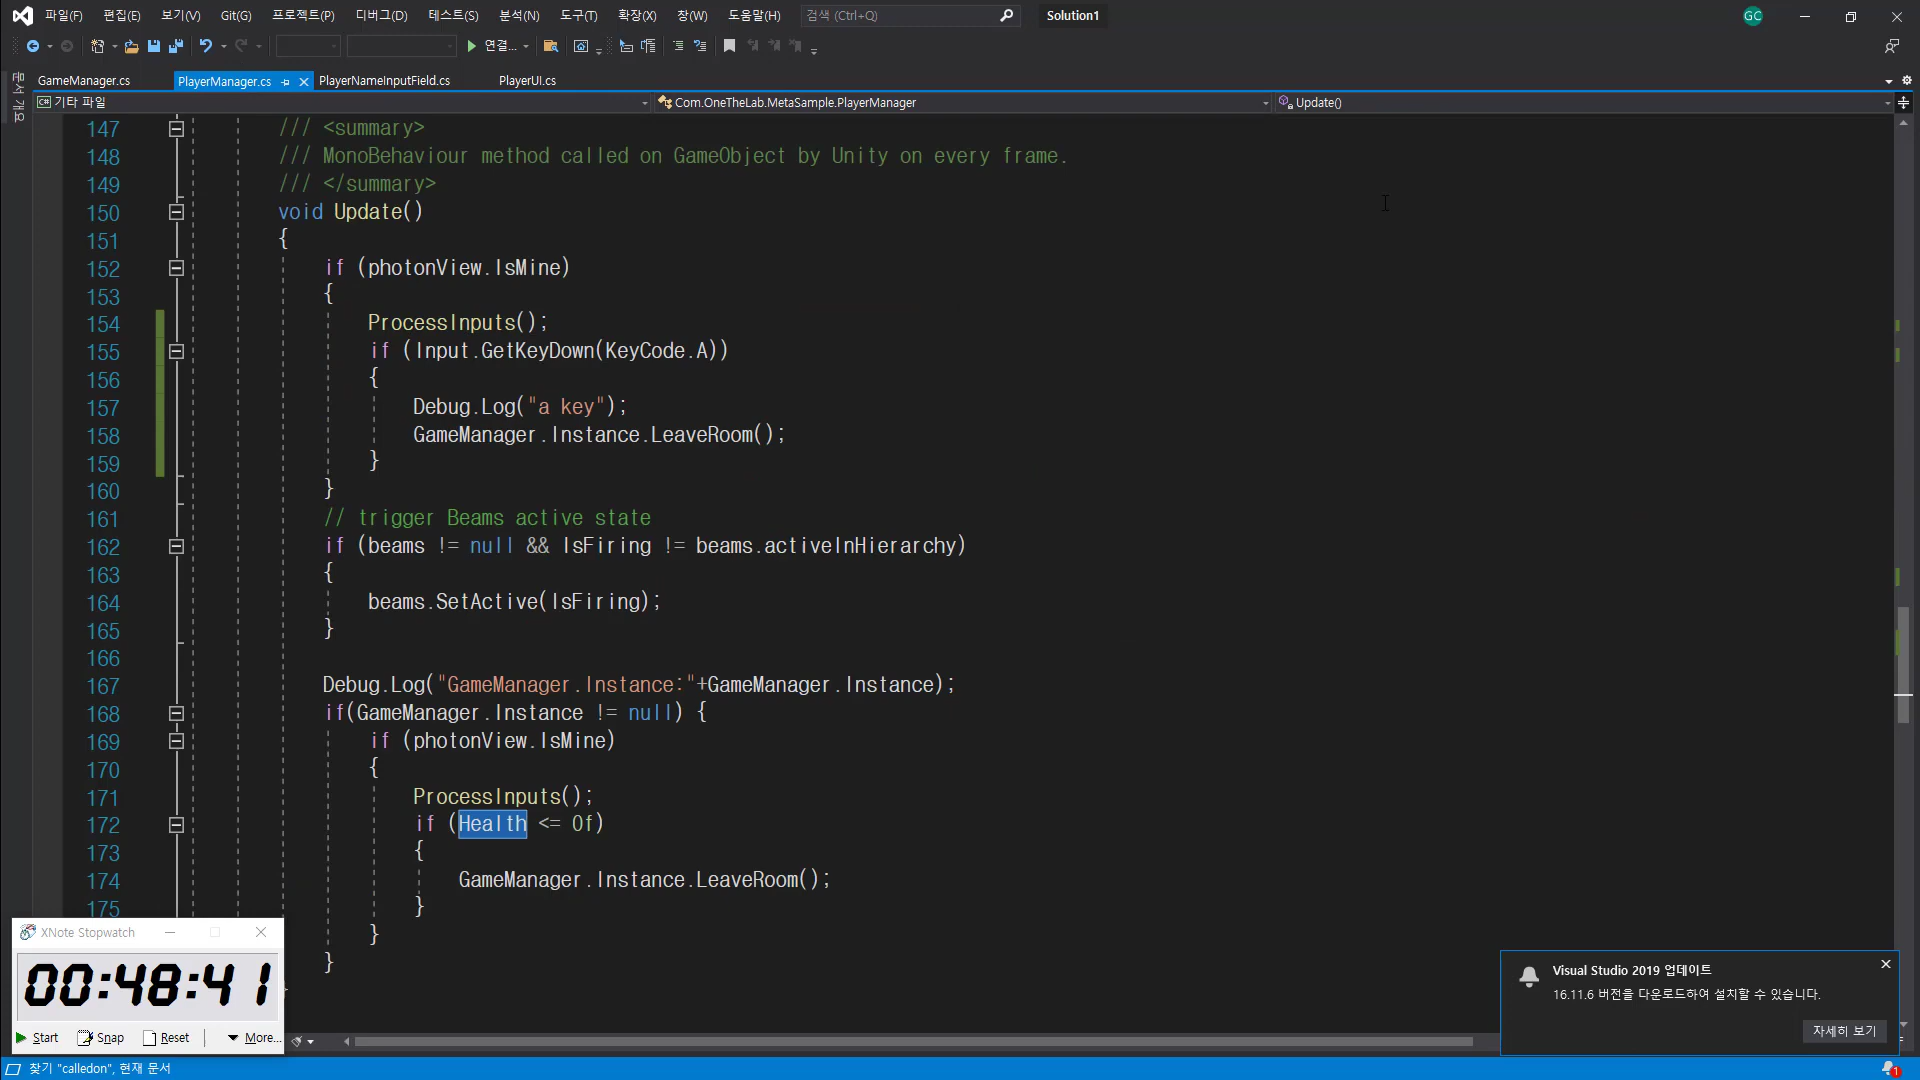 파일(F) 편집(E) 보기(V) Git(G) 프로젝트(P) 디버그(D) 테스트(S) 분석(N) 도구(T) 확장(X) 창(W) 도움말(H) 검색 (Ctrl+Q) Solution1 GC
연결...
GameManager.cs PlayerManager.cs PlayerNameInputField.cs PlayerUI.cs
문서 개요
C# 기타 파일 Com.OneTheLab.MetaSample.PlayerManager Update()
147 /// <summary>
148 /// MonoBehaviour method called on GameObject by Unity on every frame.
149 /// </summary>
150 void Update()
151 {
152 if (photonView.IsMine)
153 {
154 ProcessInputs();
155 if (Input.GetKeyDown(KeyCode.A))
156 {
157 Debug.Log("a key");
158 GameManager.Instance.LeaveRoom();
159 }
160 }
161 // trigger Beams active state
162 if (beams != null && IsFiring != beams.activeInHierarchy)
163 {
164 beams.SetActive(IsFiring);
165 }
166
167 Debug.Log("GameManager.Instance:"+GameManager.Instance);
168 if(GameManager.Instance != null) {
169 if (photonView.IsMine)
170 {
171 ProcessInputs();
172 if (Health <= 0f)
173 {
174 GameManager.Instance.LeaveRoom();
175 }
}
}
XNote Stopwatch
00:48:41
Start Snap Reset More...
Visual Studio 2019 업데이트
16.11.6 버전을 다운로드하여 설치할 수 있습니다.
자세히 보기
찾기 "calledon", 현재 문서
1